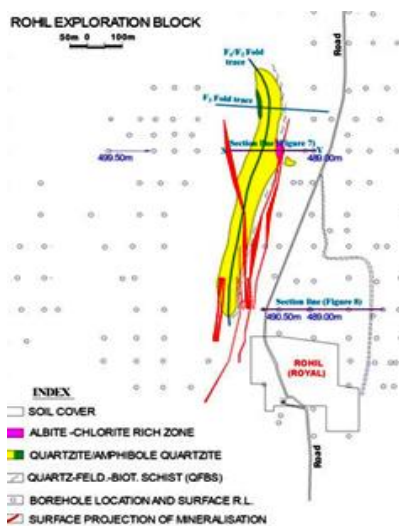 ROHIL EXPLORATION BLOCK
50m 0 100m
Road
F₁/F₂ Fold
trace
F₃ Fold trace
Section line (Figure 7)
X Y
499.50m 489.00m
Section line (Figure 8)
490.50m 489.00m
ROHIL
(ROYAL)
Road
INDEX
SOIL COVER
ALBITE -CHLORITE RICH ZONE
QUARTZITE/AMPHIBOLE QUARTZITE
QUARTZ-FELD.-BIOT. SCHIST (QFBS)
BOREHOLE LOCATION AND SURFACE R.L.
SURFACE PROJECTION OF MINERALISATION